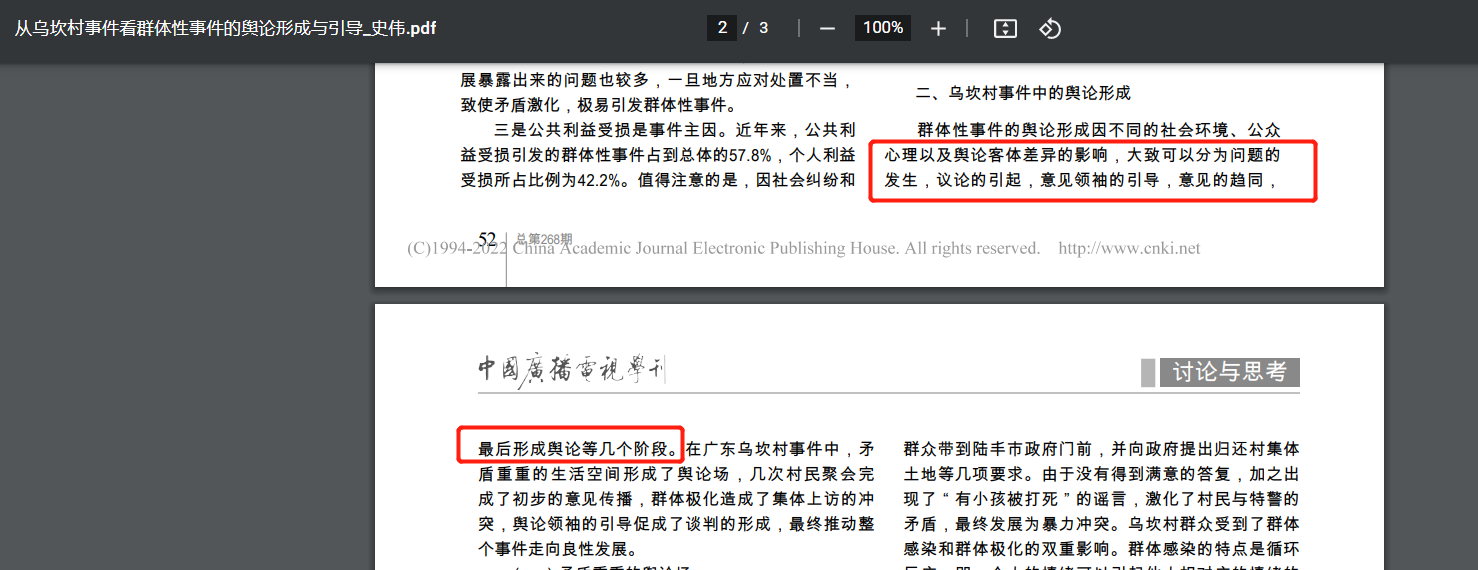 从乌坎村事件看群体性事件的舆论形成与引导_史伟.pdf
2 / 3
100%
展暴露出来的问题也较多，一旦地方应对处置不当，
致使矛盾激化，极易引发群体性事件。
三是公共利益受损是事件主因。近年来，公共利
益受损引发的群体性事件占到总体的57.8%，个人利益
受损所占比例为42.2%。值得注意的是，因社会纠纷和
二、乌坎村事件中的舆论形成
群体性事件的舆论形成因不同的社会环境、公众
心理以及舆论客体差异的影响，大致可以分为问题的
发生，议论的引起，意见领袖的引导，意见的趋同，
52 总第268期
(C)1994-2022 China Academic Journal Electronic Publishing House. All rights reserved. http://www.cnki.net
中國廣播電視學刊
讨论与思考
最后形成舆论等几个阶段。在广东乌坎村事件中，矛
盾重重的生活空间形成了舆论场，几次村民聚会完
成了初步的意见传播，群体极化造成了集体上访的冲
突，舆论领袖的引导促成了谈判的形成，最终推动整
个事件走向良性发展。
群众带到陆丰市政府门前，并向政府提出归还村集体
土地等几项要求。由于没有得到满意的答复，加之出
现了“有小孩被打死”的谣言，激化了村民与特警的
矛盾，最终发展为暴力冲突。乌坎村群众受到了群体
感染和群体极化的双重影响。群体感染的特点是循环